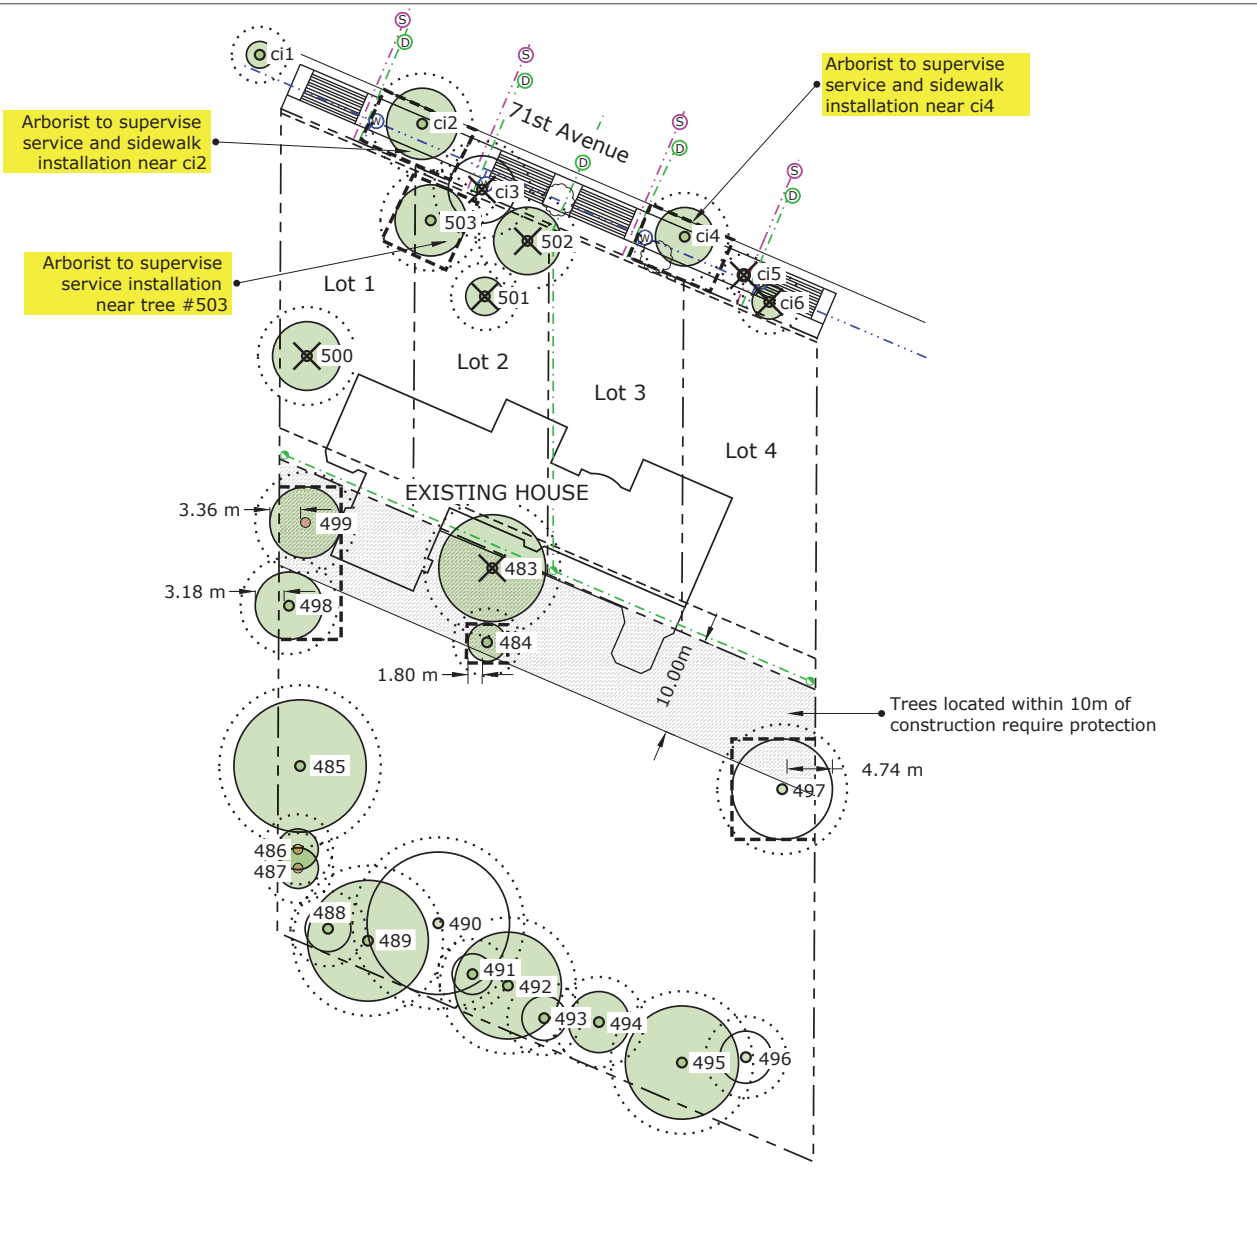 S
D
ci1
S
D
71st Avenue
Arborist to supervise
service and sidewalk
installation near ci4
Arborist to supervise
service and sidewalk
installation near ci2
W
ci2
S
D
D
S
D
ci3
503
502
W
ci4
ci5
ci6
Arborist to supervise
service installation
near tree #503
Lot 1
501
500
Lot 2
Lot 3
Lot 4
EXISTING HOUSE
3.36 m
499
483
3.18 m
498
484
1.80 m
10.00m
Trees located within 10m of
construction require protection
485
4.74 m
497
486
487
488
490
489
491
492
493
494
495
496